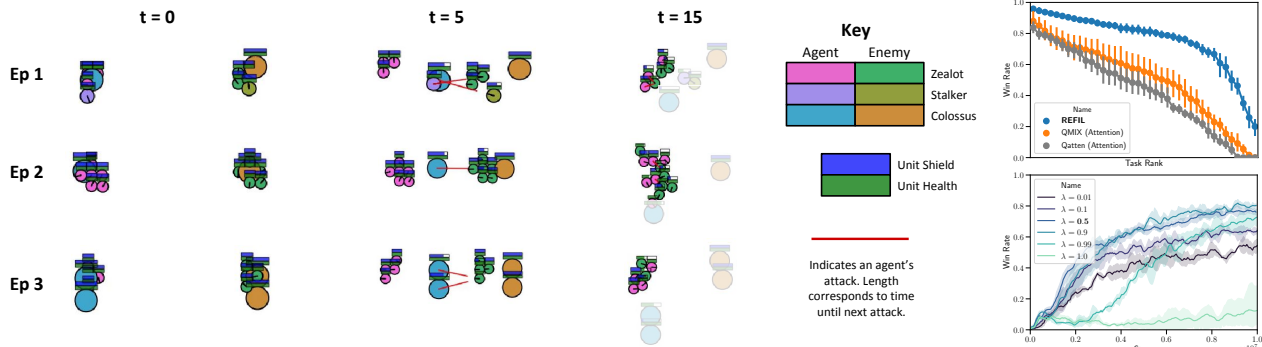 t = 0
t = 5
t = 15
Ep 1
Ep 2
Ep 3
Key
Agent
Enemy
Zealot
Stalker
Colossus
Unit Shield
Unit Health
Indicates an agent's
attack. Length
corresponds to time
until next attack.
1.0
0.8
0.6
0.4
0.2
0.0
Win Rate
Name
REFIL
QMIX (Attention)
Qatten (Attention)
Task Rank
1.0
0.8
0.6
0.4
0.2
0.0
Win Rate
Name
λ = 0.01
λ = 0.1
λ = 0.5
λ = 0.9
λ = 0.99
λ = 1.0
0.0 0.2 0.4 0.6 0.8 1.0